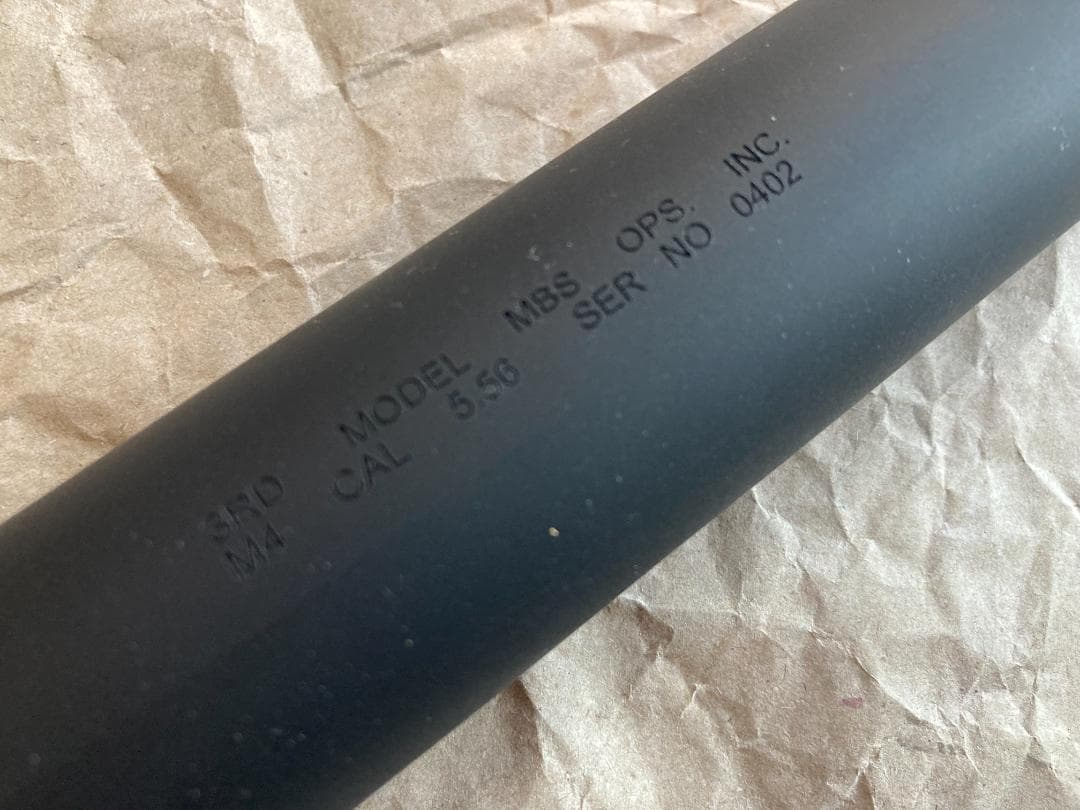 3RD MODEL MBS OPS. INC.
M4 CAL 5.56 SER NO 0402